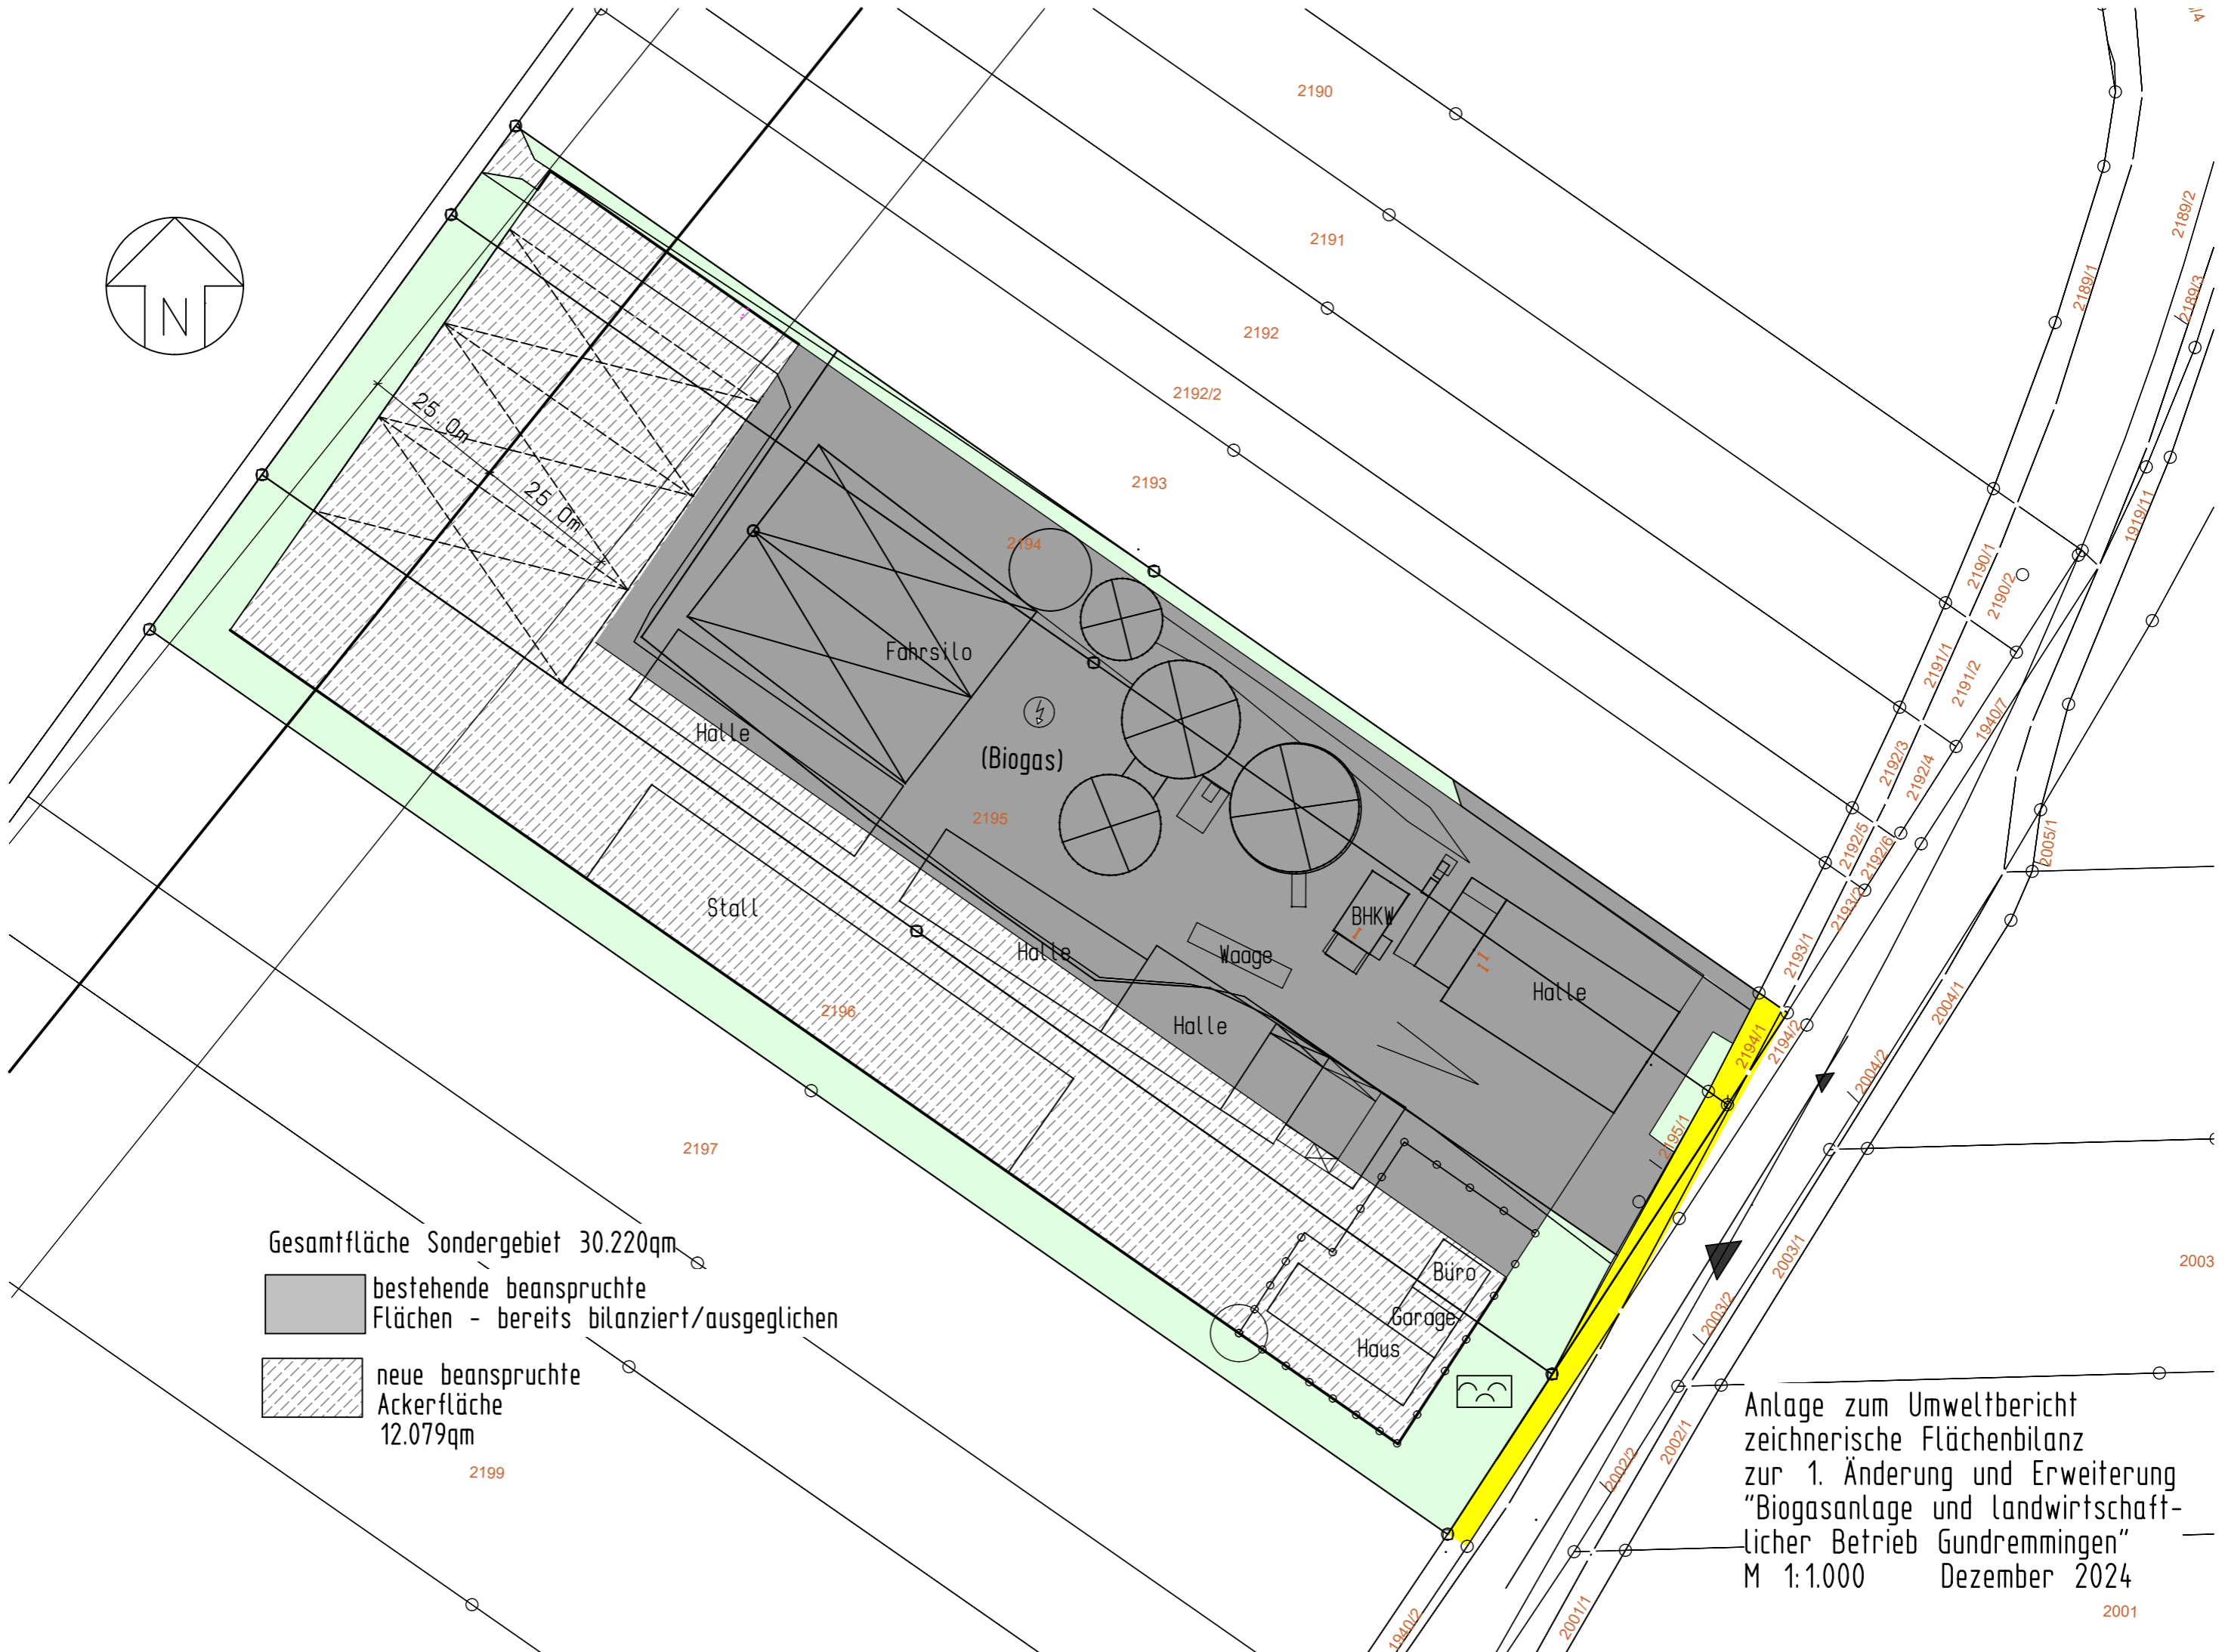 2190
2191
2192
2192/2
2193
2194
2195
2196
2197
2199
2189/2
2189/3
2189/1
1919/11
2190/1
2190/2
2191/1
2191/2
1940/7
2192/3
2192/4
2192/5
2192/6
2193/2
2193/1
2005/1
2194/1
2194/2
2195/1
2004/1
2004/2
2003/1
2003/2
2003
2002/1
2002/2
2001/1
2001
1940/2
N
25.0m
25.0m
Fahrsilo
(Biogas)
Halle
Stall
Halle
Halle
Waage
BHKW
Halle
Büro
Garage
Haus
Gesamtfläche Sondergebiet 30.220qm
bestehende beanspruchte
Flächen - bereits bilanziert/ausgeglichen
neue beanspruchte
Ackerfläche
12.079qm
Anlage zum Umweltbericht
zeichnerische Flächenbilanz
zur 1. Änderung und Erweiterung
"Biogasanlage und landwirtschaft-
licher Betrieb Gundremmingen"
M 1:1.000 Dezember 2024